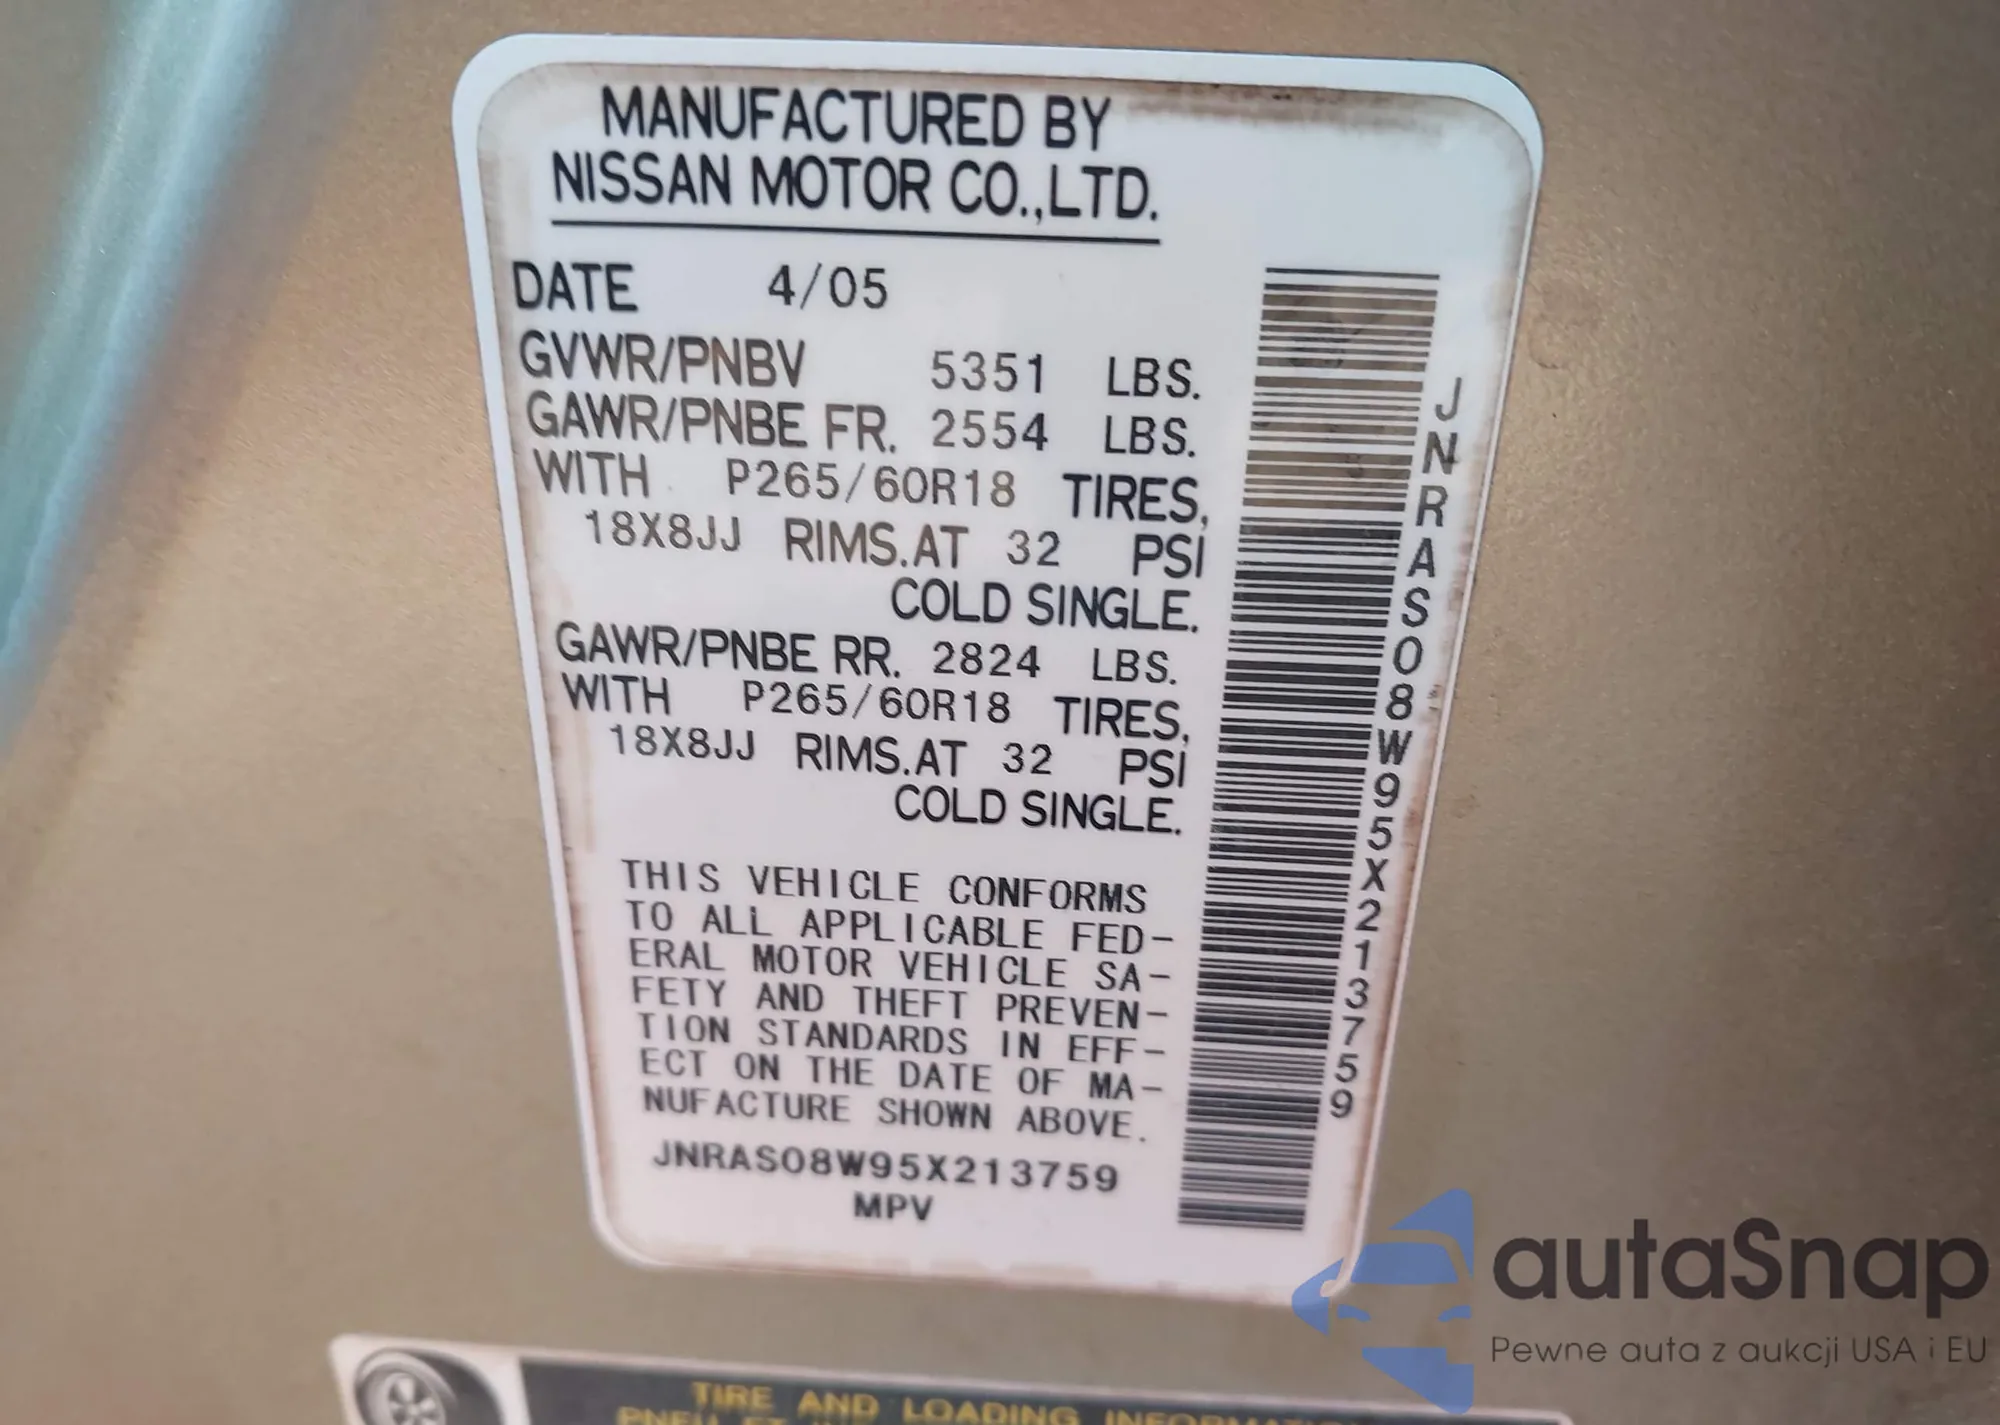 MANUFACTURED BY
NISSAN MOTOR CO.,LTD.
DATE 4/05
GVWR/PNBV 5351 LBS.
GAWR/PNBE FR. 2554 LBS.
WITH P265/60R18 TIRES,
18X8JJ RIMS.AT 32 PSI
COLD SINGLE.
GAWR/PNBE RR. 2824 LBS.
WITH P265/60R18 TIRES,
18X8JJ RIMS.AT 32 PSI
COLD SINGLE.
THIS VEHICLE CONFORMS
TO ALL APPLICABLE FED-
ERAL MOTOR VEHICLE SA-
FETY AND THEFT PREVEN-
TION STANDARDS IN EFF-
ECT ON THE DATE OF MA-
NUFACTURE SHOWN ABOVE.
JNRAS08W95X213759
MPV
JNRAS08W95X213759
autaSnap
Pewne auta z aukcji USA i EU
TIRE AND LOADING